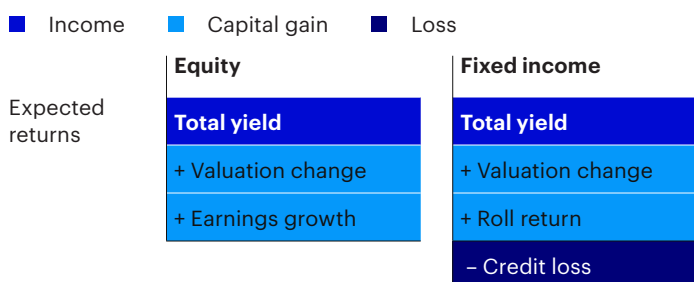 Income Capital gain Loss
Equity Fixed income
Expected
returns
Total yield Total yield
+ Valuation change + Valuation change
+ Earnings growth + Roll return
– Credit loss